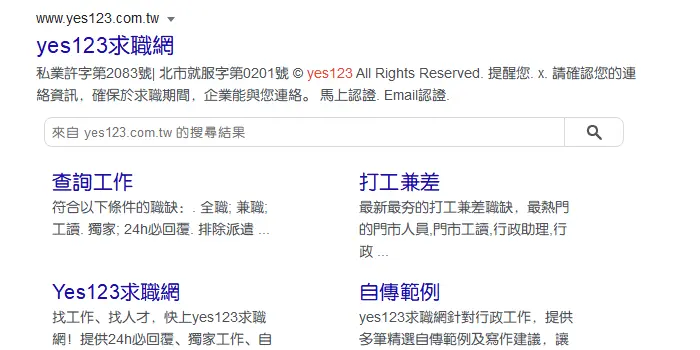 www.yes123.com.tw
yes123求職網
私業許字第2083號| 北市就服字第0201號 © yes123 All Rights Reserved. 提醒您. x. 請確認您的連
絡資訊，確保於求職期間，企業能與您連絡。 馬上認證. Email認證.
來自 yes123.com.tw 的搜尋結果
查詢工作
符合以下條件的職缺：. 全職; 兼職;
工讀. 獨家; 24h必回覆. 排除派遣 ...
打工兼差
最新最夯的打工兼差職缺，最熱門
的門市人員,門市工讀,行政助理,行
政 ...
Yes123求職網
找工作、找人才，快上yes123求職
網！提供24h必回覆、獨家工作、自
自傳範例
yes123求職網針對行政工作，提供
多筆精選自傳範例及寫作建議，讓